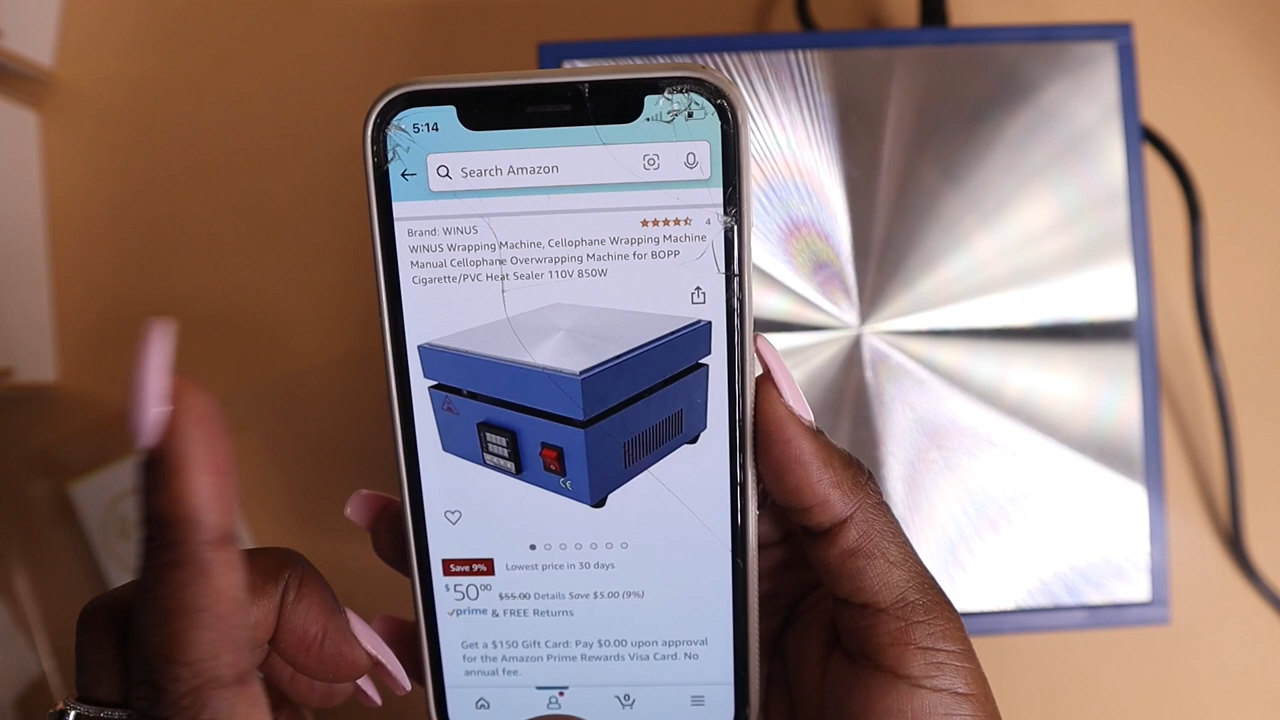 5:14
Search Amazon
Brand: WINUS
4
WINUS Wrapping Machine, Cellophane Wrapping Machine
Manual Cellophane Overwrapping Machine for BOPP
Cigarette/PVC Heat Sealer 110V 850W
CE
Save 9% Lowest price in 30 days
$5000 $55.00 Details Save $5.00 (9%)
prime & FREE Returns
Get a $150 Gift Card: Pay $0.00 upon approval
for the Amazon Prime Rewards Visa Card. No
annual fee.
0